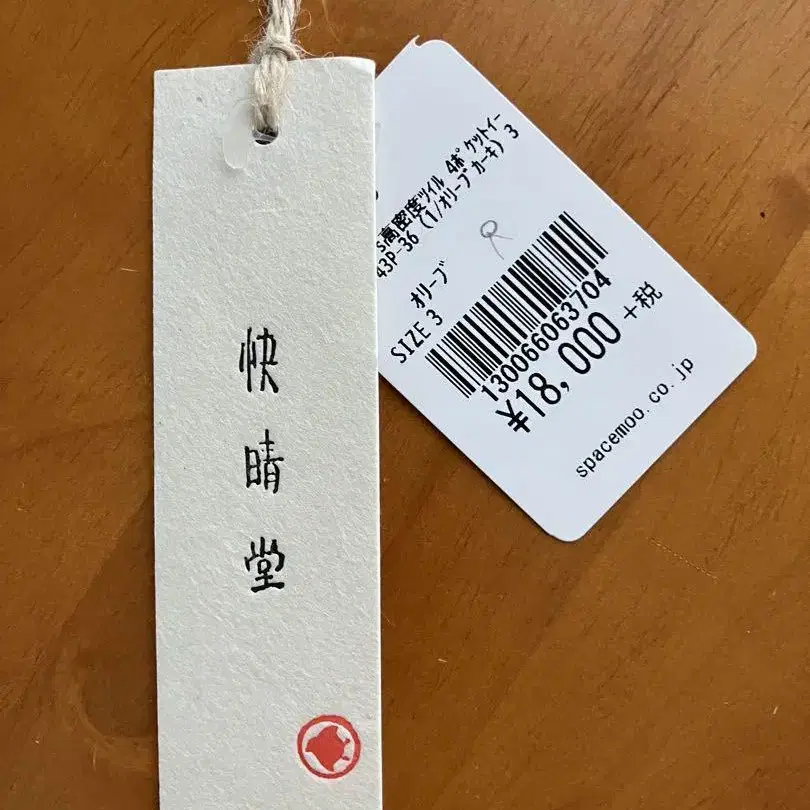 快晴堂
s高密度ツイル 4ポケットイー
43P-36 (1/オリーブカーキ) 3
オリーブ
SIZE 3
130066063704
¥18,000 +税
spacemoo.co.jp